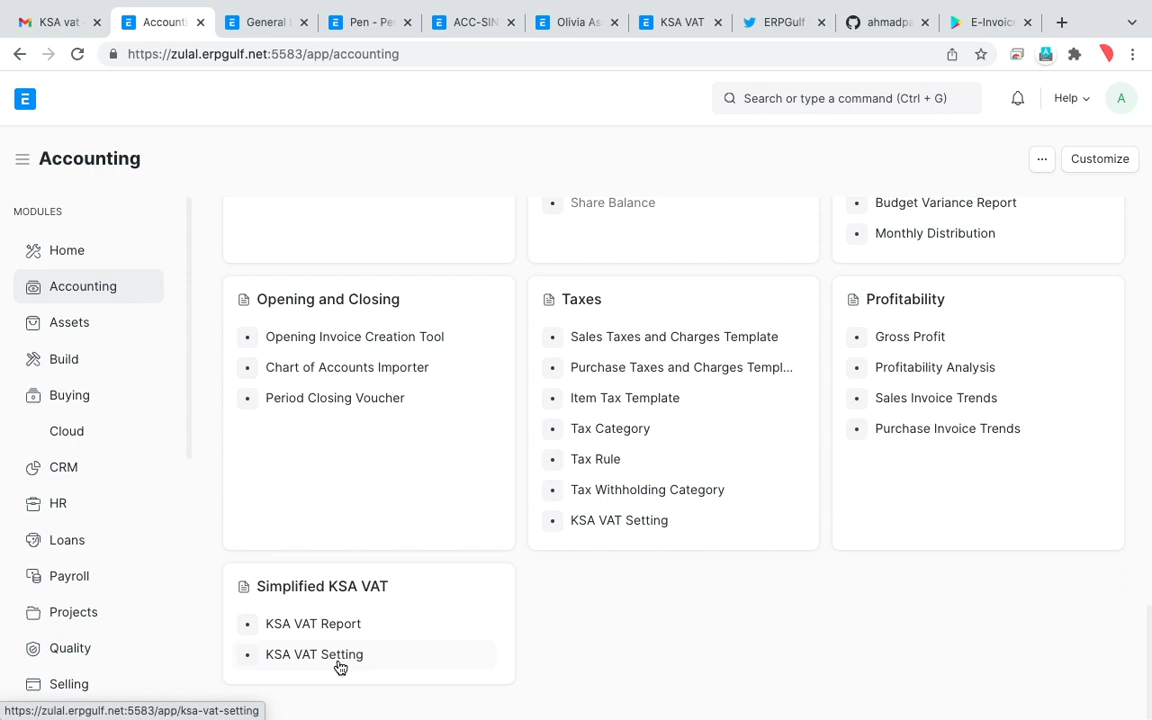 KSA vat
Accounti
General
Pen - Pe
ACC-SIN
Olivia As
KSA VAT
ERPGulf
ahmadpa
E-Invoic
https://zulal.erpgulf.net:5583/app/accounting
E
Search or type a command (Ctrl + G)
Help
A
Accounting
Customize
MODULES
Home
Accounting
Assets
Build
Buying
Cloud
CRM
HR
Loans
Payroll
Projects
Quality
Selling
Share Balance
Budget Variance Report
Monthly Distribution
Opening and Closing
Opening Invoice Creation Tool
Chart of Accounts Importer
Period Closing Voucher
Taxes
Sales Taxes and Charges Template
Purchase Taxes and Charges Templ...
Item Tax Template
Tax Category
Tax Rule
Tax Withholding Category
KSA VAT Setting
Profitability
Gross Profit
Profitability Analysis
Sales Invoice Trends
Purchase Invoice Trends
Simplified KSA VAT
KSA VAT Report
KSA VAT Setting
https://zulal.erpgulf.net:5583/app/ksa-vat-setting